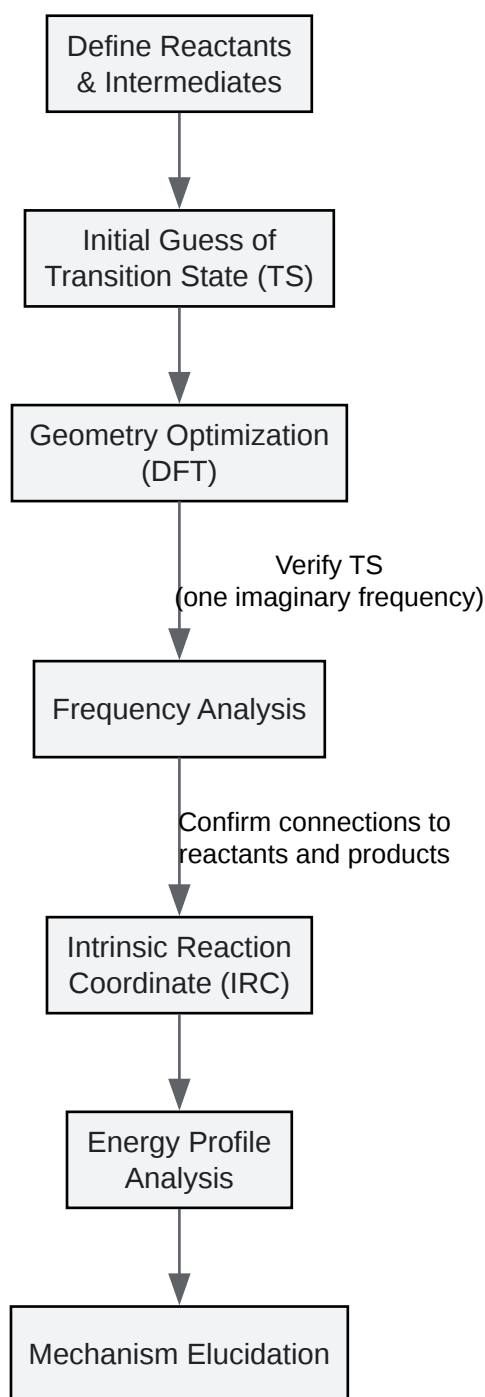 Define Reactants
& Intermediates
Initial Guess of
Transition State (TS)
Geometry Optimization
(DFT)
Verify TS
(one imaginary frequency)
Frequency Analysis
Confirm connections to
reactants and products
Intrinsic Reaction
Coordinate (IRC)
Energy Profile
Analysis
Mechanism Elucidation